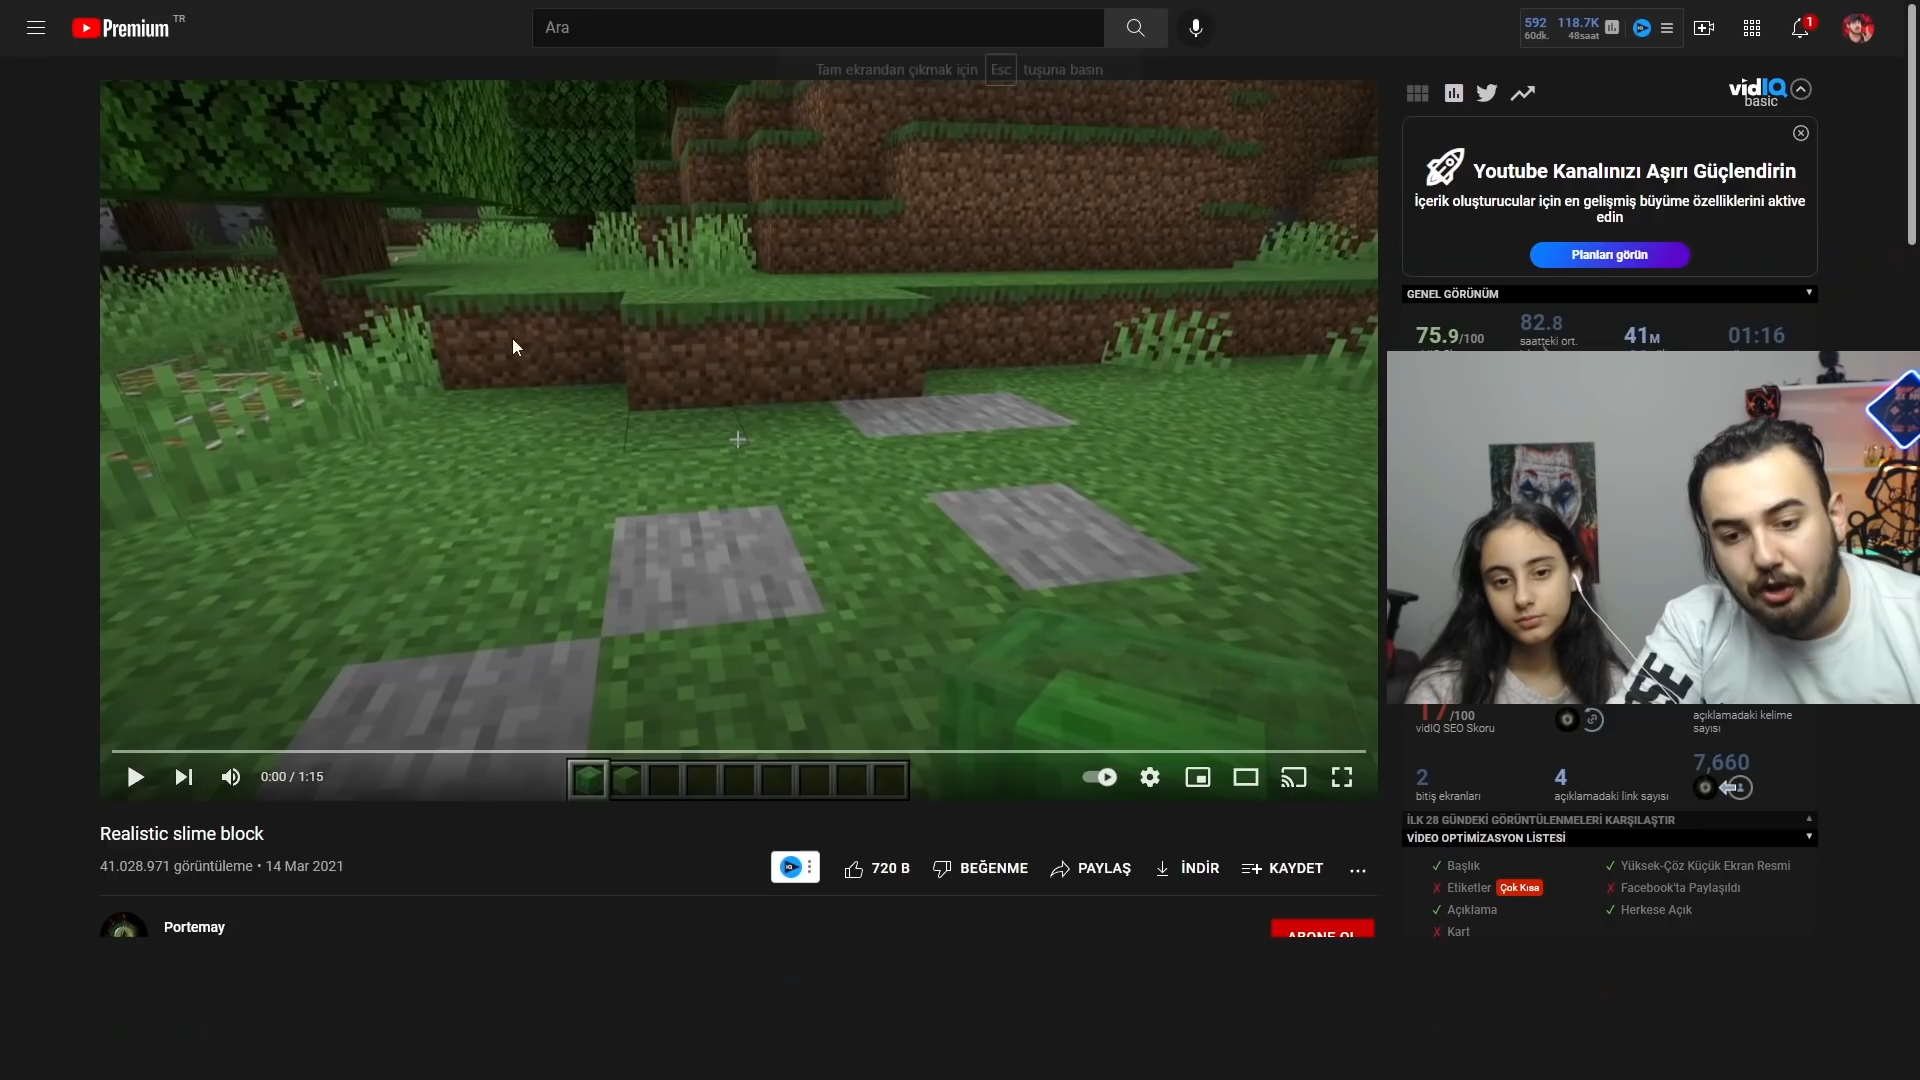 Premium TR
Ara
592 118.7K
60dk. 48saat
1
Tam ekrandan çıkmak için Esc tuşuna basın
vidIQ
basic
Youtube Kanalınızı Aşırı Güçlendirin
İçerik oluşturucular için en gelişmiş büyüme özelliklerini aktive
edin
Planları görün
GENEL GÖRÜNÜM
75.9/100
82.8
saatteki ort.
41M
01:16
17/100
vidIQ SEO Skoru
açıklamadaki kelime
sayısı
2
bitiş ekranları
4
açıklamadaki link sayısı
7,660
İLK 28 GÜNDEKİ GÖRÜNTÜLENMELERİ KARŞILAŞTIR
VİDEO OPTİMİZASYON LİSTESİ
Başlık
Yüksek-Çöz Küçük Ekran Resmi
Etiketler Çok Kısa
Facebook'ta Paylaşıldı
Açıklama
Herkese Açık
Kart
0:00 / 1:15
Realistic slime block
41.028.971 görüntüleme • 14 Mar 2021
720 B
BEĞENME
PAYLAŞ
İNDİR
KAYDET
Portemay
ABONE OL